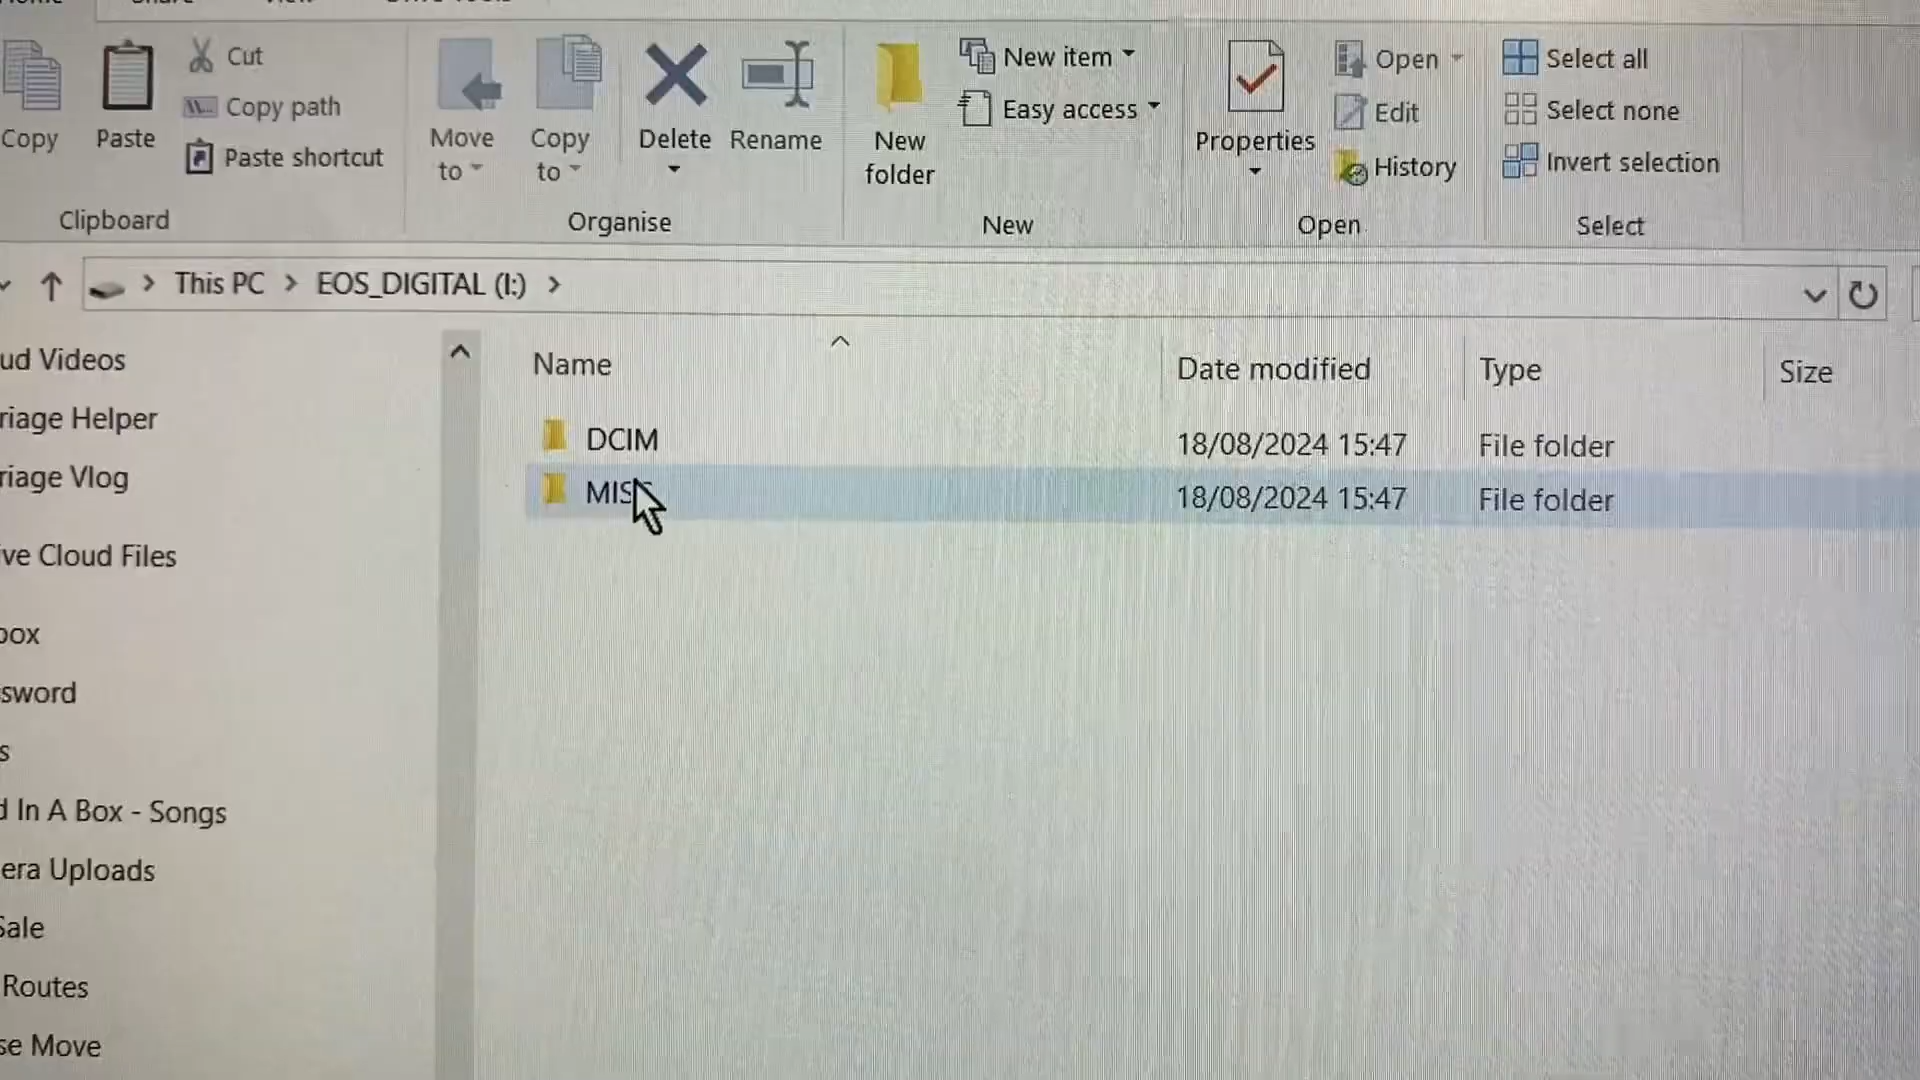 Cut
Copy path
Paste shortcut
Copy
Paste
Clipboard
Move to
Copy to
Delete
Rename
Organise
New folder
New item
Easy access
New
Properties
Open
Edit
History
Open
Select all
Select none
Invert selection
Select
This PC > EOS_DIGITAL (I:) >
ud Videos
riage Helper
riage Vlog
ve Cloud Files
box
sword
s
d In A Box - Songs
era Uploads
Sale
Routes
se Move
Name Date modified Type Size
DCIM 18/08/2024 15:47 File folder
18/08/2024 15:47 File folder